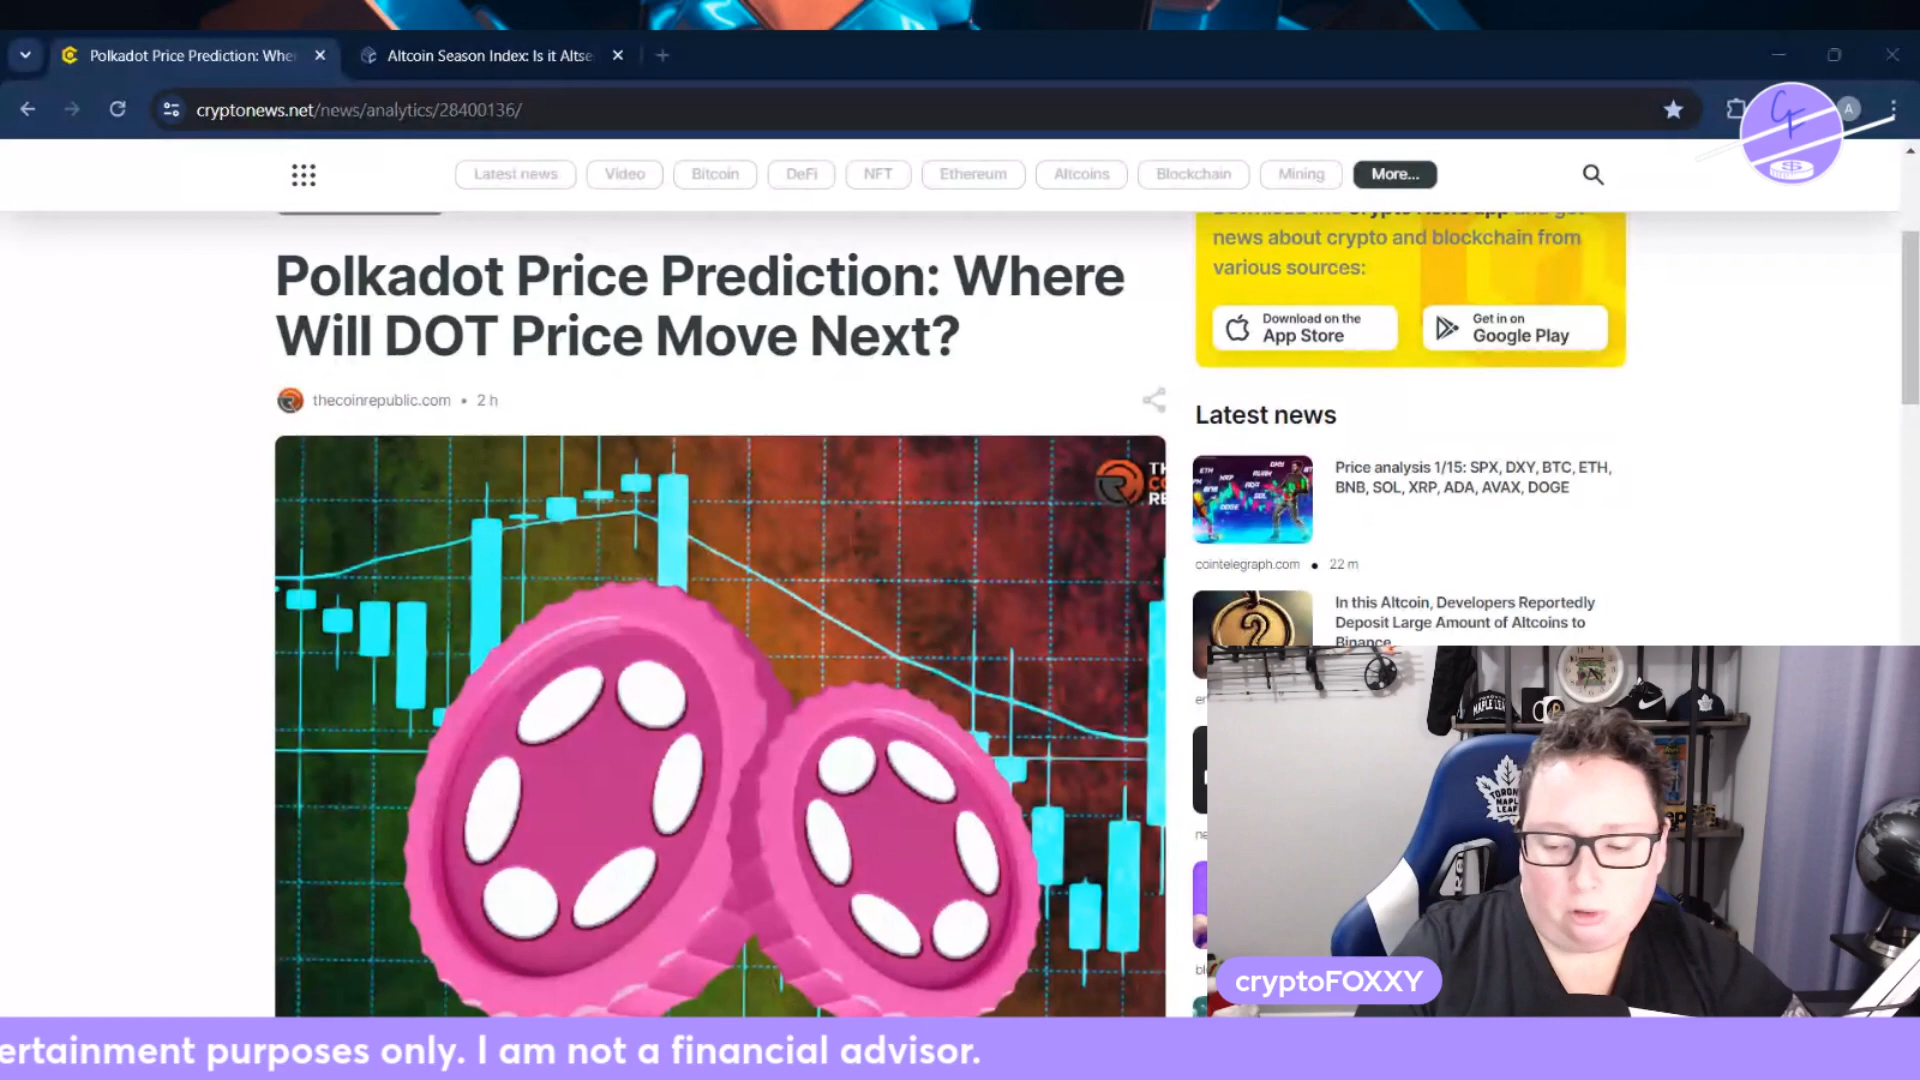 Polkadot Price Prediction: Whe
Altcoin Season Index: Is it Altse
cryptonews.net/news/analytics/28400136/
A
Latest news
Video
Bitcoin
DeFi
NFT
Ethereum
Altcoins
Blockchain
Mining
More...
Polkadot Price Prediction: Where
Will DOT Price Move Next?
thecoinrepublic.com • 2 h
news about crypto and blockchain from
various sources:
Download on the
App Store
Get it on
Google Play
Latest news
Price analysis 1/15: SPX, DXY, BTC, ETH,
BNB, SOL, XRP, ADA, AVAX, DOGE
cointelegraph.com • 22 m
In this Altcoin, Developers Reportedly
Deposit Large Amount of Altcoins to
Binance
TORONTO
MAPLE
LEAFS
cryptoFOXXY
ertainment purposes only. I am not a financial advisor.